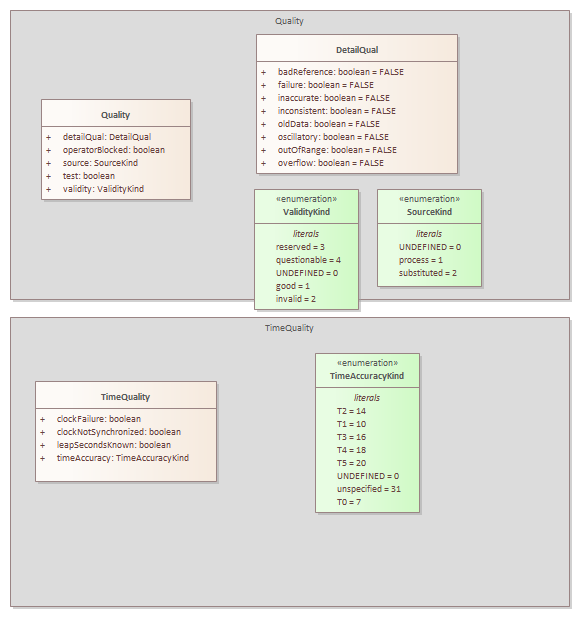 Quality
DetailQual
+ badReference: boolean = FALSE
+ failure: boolean = FALSE
+ inaccurate: boolean = FALSE
+ inconsistent: boolean = FALSE
+ oldData: boolean = FALSE
+ oscillatory: boolean = FALSE
+ outOfRange: boolean = FALSE
+ overflow: boolean = FALSE
Quality
+ detailQual: DetailQual
+ operatorBlocked: boolean
+ source: SourceKind
+ test: boolean
+ validity: ValidityKind
«enumeration»
ValidityKind
literals
reserved = 3
questionable = 4
UNDEFINED = 0
good = 1
invalid = 2
«enumeration»
SourceKind
literals
UNDEFINED = 0
process = 1
substituted = 2
TimeQuality
TimeQuality
+ clockFailure: boolean
+ clockNotSynchronized: boolean
+ leapSecondsKnown: boolean
+ timeAccuracy: TimeAccuracyKind
«enumeration»
TimeAccuracyKind
literals
T2 = 14
T1 = 10
T3 = 16
T4 = 18
T5 = 20
UNDEFINED = 0
unspecified = 31
T0 = 7